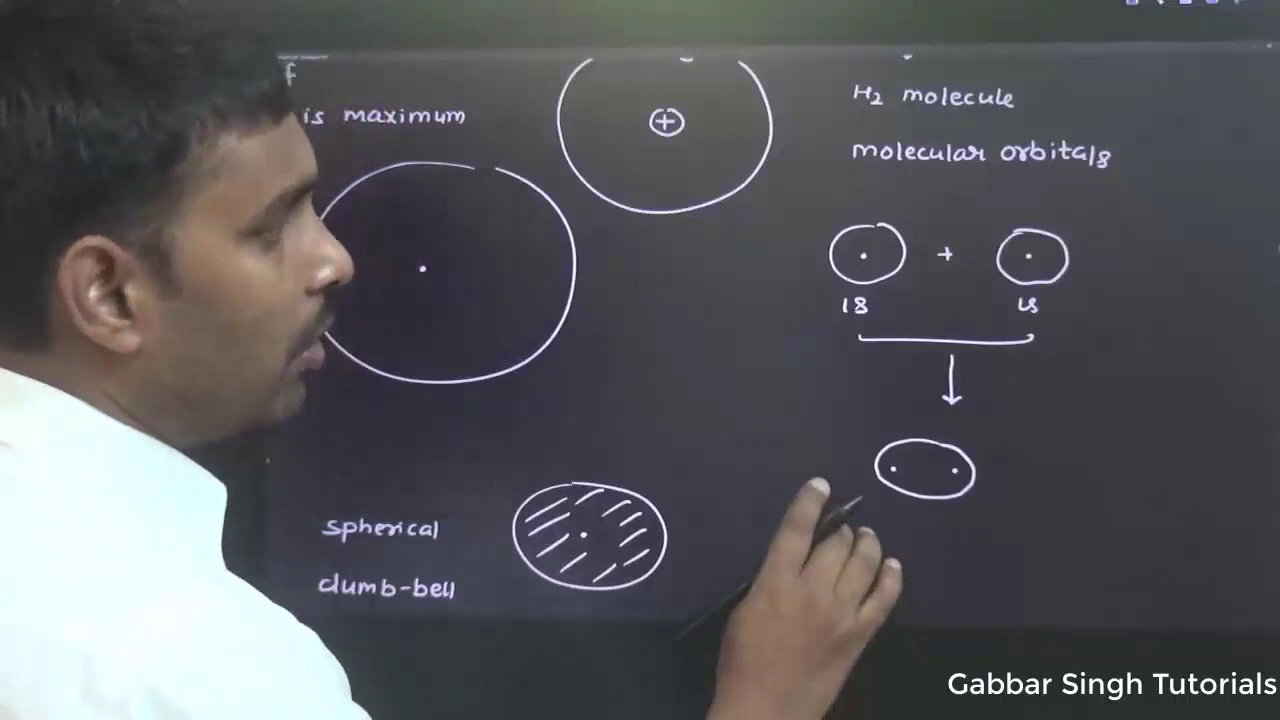 f
is maximum
+
H2 molecule
molecular orbitals
+
1s 1s
spherical
dumb-bell
Gabbar Singh Tutorials